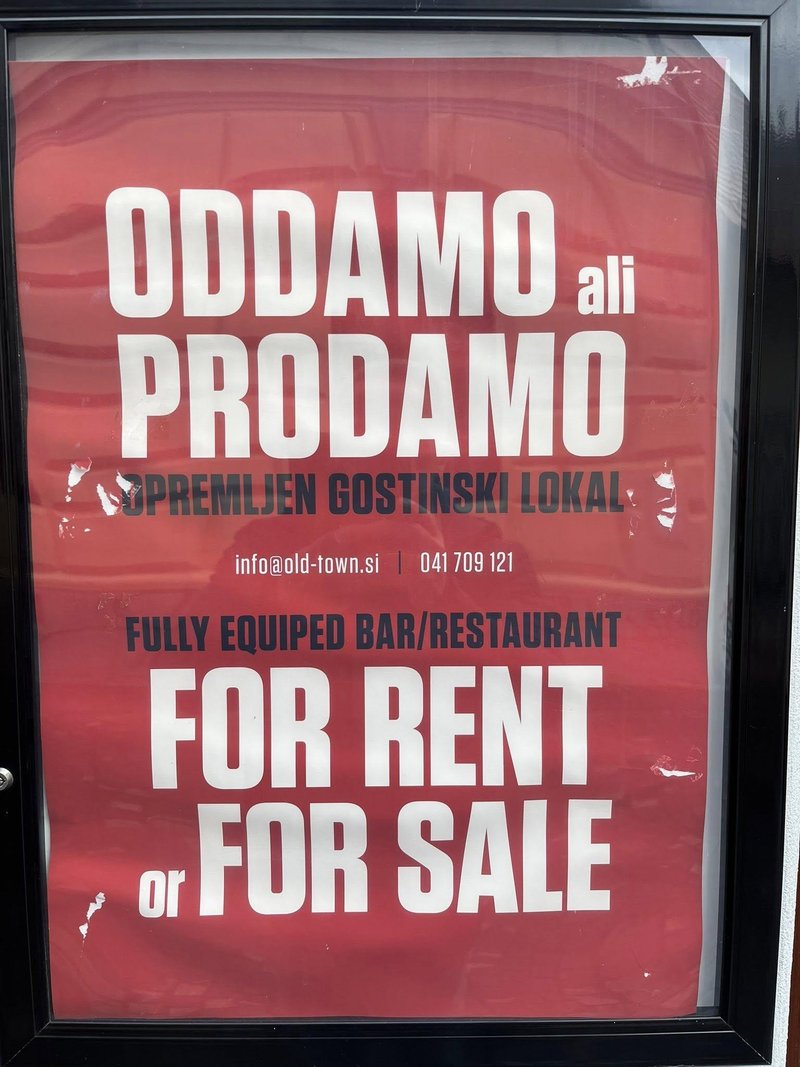 ODDAMO ali
PRODAMO
OPREMLJEN GOSTINSKI LOKAL
info@old-town.si | 041 709 121
FULLY EQUIPED BAR/RESTAURANT
FOR RENT
or FOR SALE